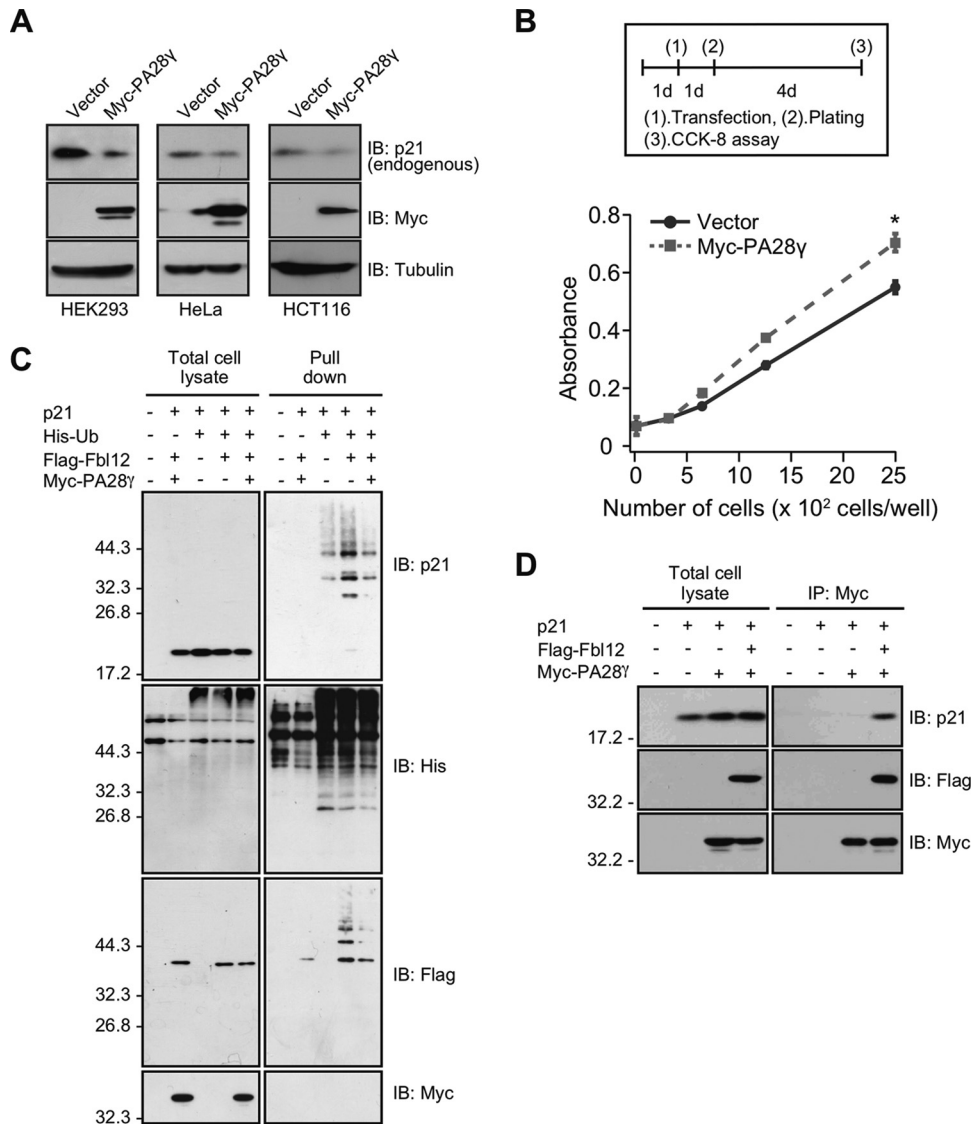 A
Vector
Myc-PA28γ
Vector
Myc-PA28γ
Vector
Myc-PA28γ
IB: p21
(endogenous)
IB: Myc
IB: Tubulin
HEK293 HeLa HCT116
B
(1) (2) (3)
1d 1d 4d
(1).Transfection, (2).Plating
(3).CCK-8 assay
Vector
Myc-PA28γ
*
Absorbance
0.8
0.6
0.4
0.2
0
0 5 10 15 20 25
Number of cells (x 10² cells/well)
C
Total cell lysate
Pull down
p21 - + + + + - + + + +
His-Ub - - + + + - - + + +
Flag-Fbl12 - + - + + - + - + +
Myc-PA28γ - + - - + - + - - +
44.3
32.3
26.8
17.2
IB: p21
44.3
32.3
26.8
IB: His
44.3
32.3
26.8
IB: Flag
32.3
IB: Myc
D
Total cell lysate
IP: Myc
p21 - + + + - + + +
Flag-Fbl12 - - - + - - - +
Myc-PA28γ - - + + - - + +
17.2 -
IB: p21
32.2 -
IB: Flag
32.2 -
IB: Myc